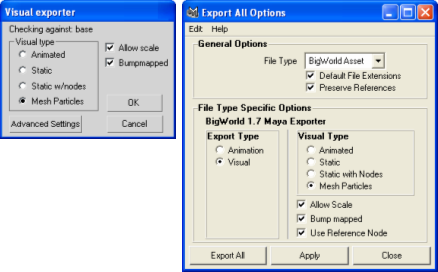 Visual exporter
Checking against: base
Visual type
Animated
Static
Static w/nodes
Mesh Particles
Allow scale
Bumpmapped
OK
Advanced Settings
Cancel
Export All Options
Edit Help
General Options
File Type BigWorld Asset
Default File Extensions
Preserve References
File Type Specific Options
BigWorld 1.7 Maya Exporter
Export Type
Animation
Visual
Visual Type
Animated
Static
Static with Nodes
Mesh Particles
Allow Scale
Bump mapped
Use Reference Node
Export All
Apply
Close